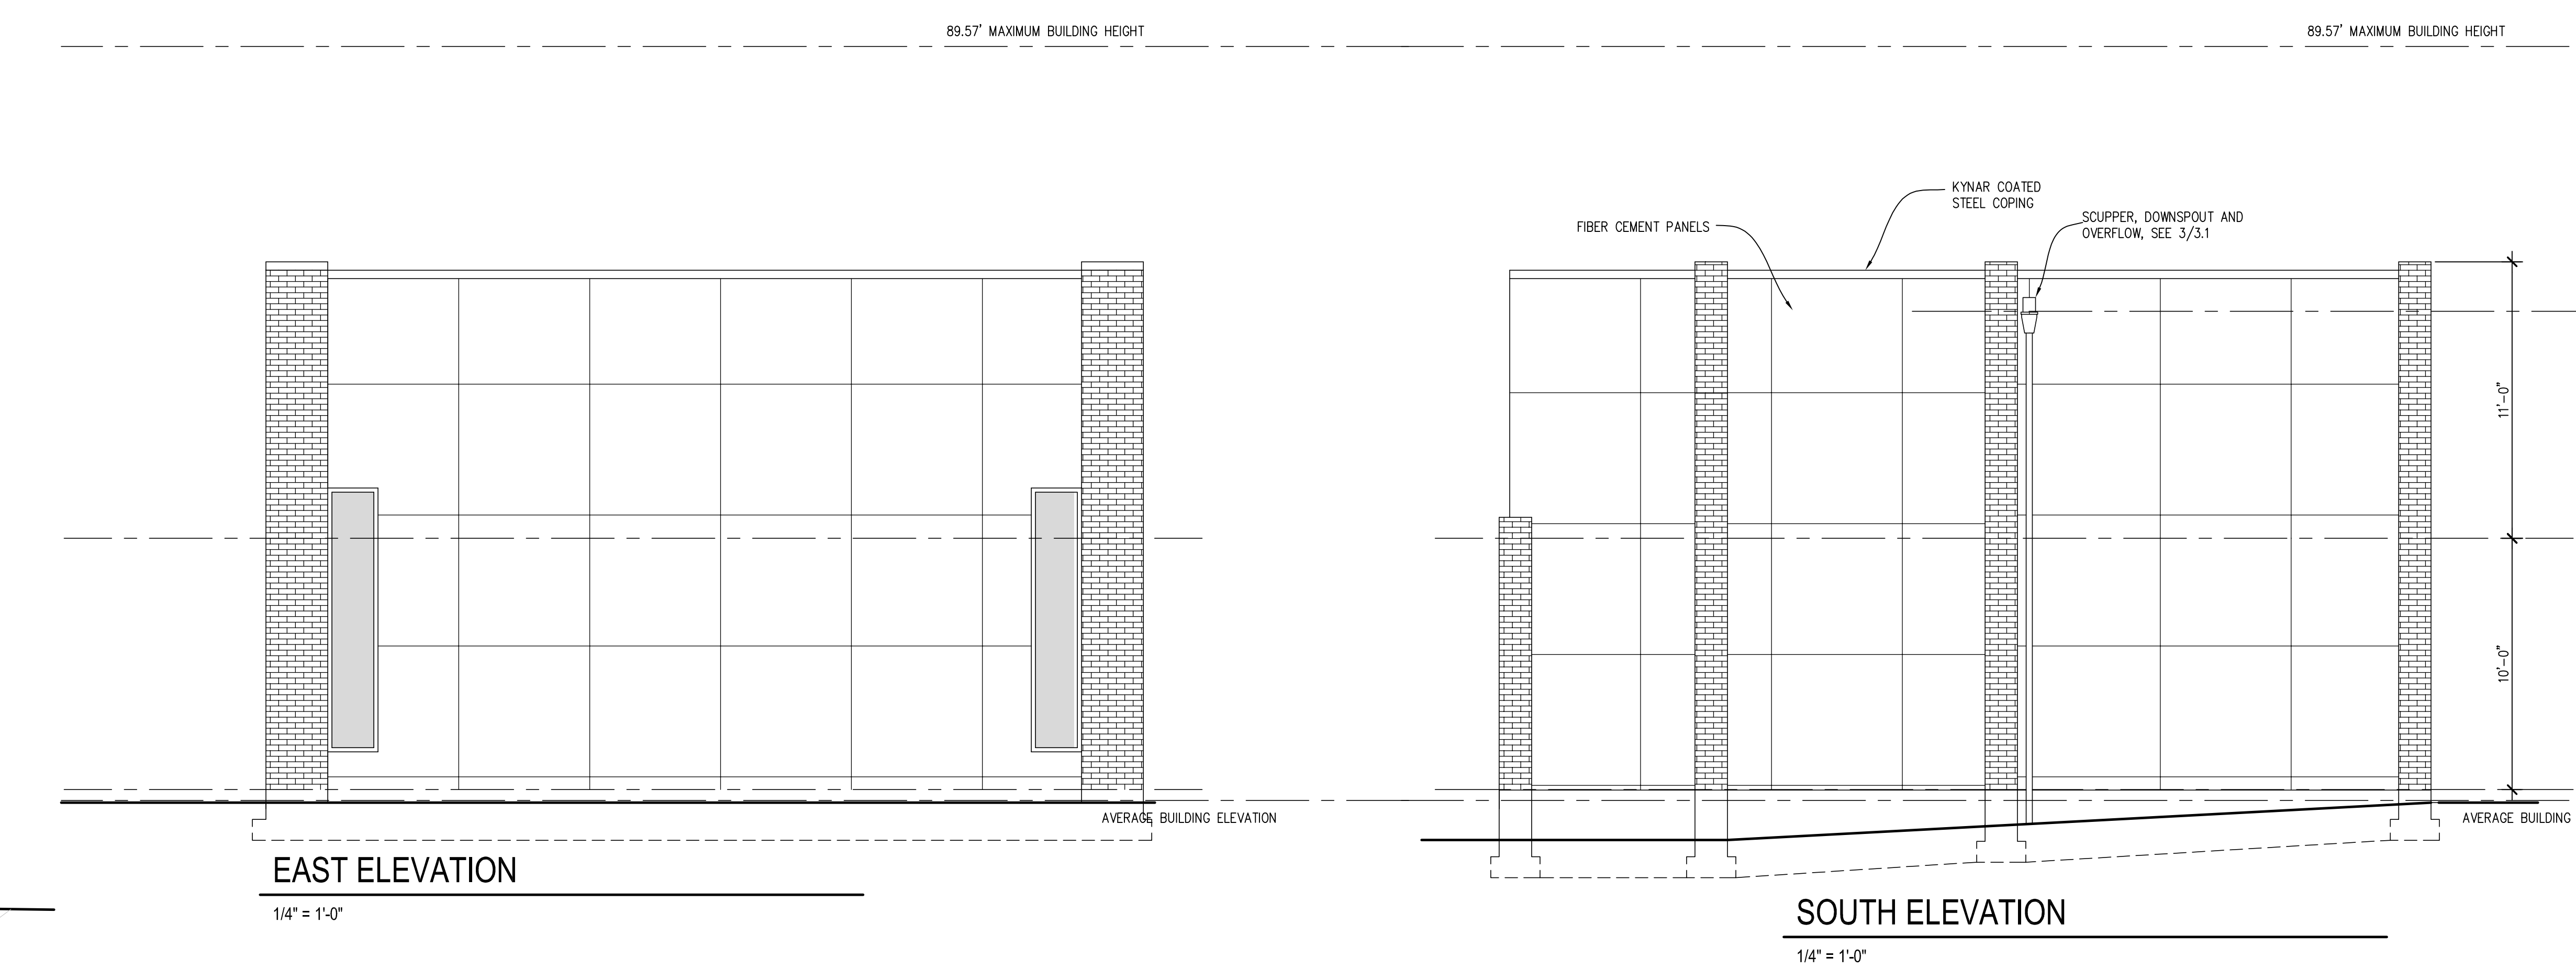 89.57' MAXIMUM BUILDING HEIGHT
89.57' MAXIMUM BUILDING HEIGHT
KYNAR COATED
STEEL COPING
FIBER CEMENT PANELS
SCUPPER, DOWNSPOUT AND
OVERFLOW, SEE 3/3.1
11'-0"
10'-0"
AVERAGE BUILDING ELEVATION
AVERAGE BUILDING
EAST ELEVATION
1/4" = 1'-0"
SOUTH ELEVATION
1/4" = 1'-0"